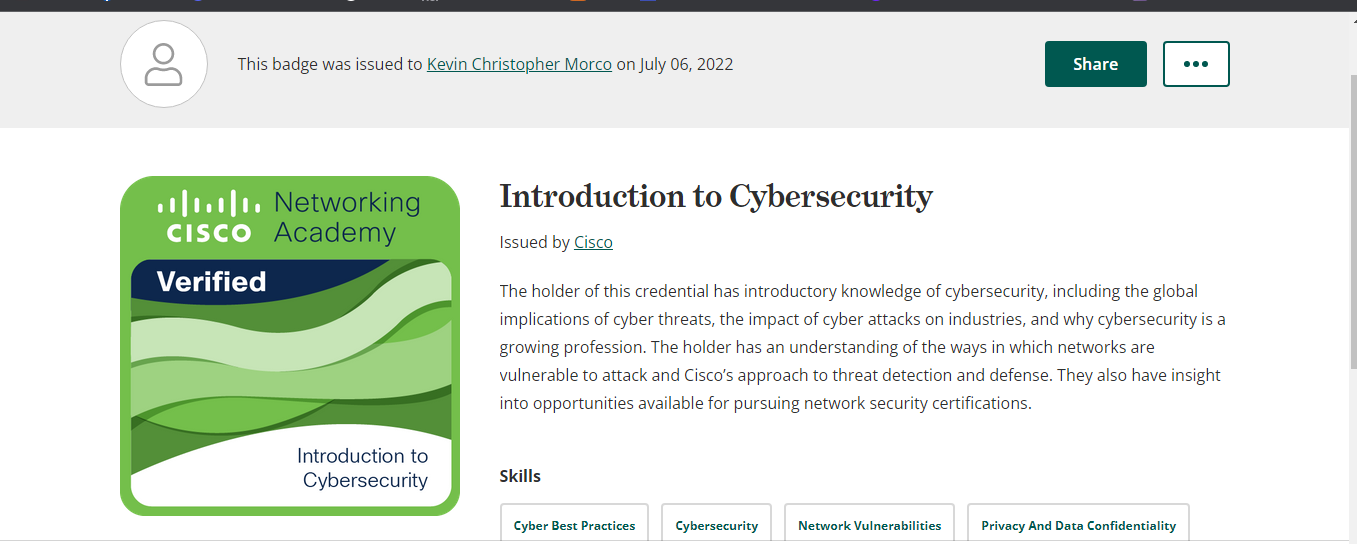 This badge was issued to Kevin Christopher Morco on July 06, 2022
Share
Networking
Academy
CISCO
Verified
Introduction to
Cybersecurity
Introduction to Cybersecurity
Issued by Cisco
The holder of this credential has introductory knowledge of cybersecurity, including the global
implications of cyber threats, the impact of cyber attacks on industries, and why cybersecurity is a
growing profession. The holder has an understanding of the ways in which networks are
vulnerable to attack and Cisco’s approach to threat detection and defense. They also have insight
into opportunities available for pursuing network security certifications.
Skills
Cyber Best Practices
Cybersecurity
Network Vulnerabilities
Privacy And Data Confidentiality